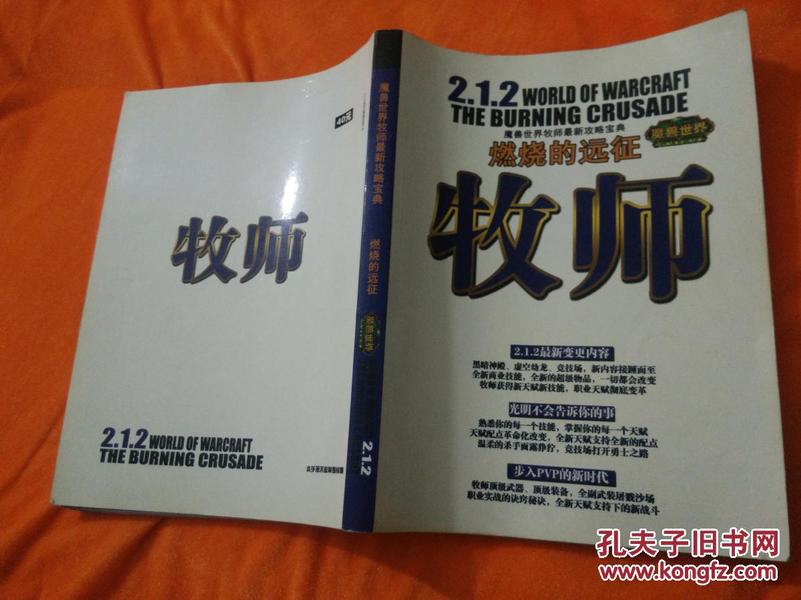 2.1.2 WORLD OF WARCRAFT
THE BURNING CRUSADE
魔兽世界牧师最新攻略宝典
魔兽世界
燃烧的远征
牧师
2.1.2最新变更内容
黑暗神殿、虚空幼龙、竞技场，新内容接踵而至
全新商业技能，全新的超级物品，一切都会改变
牧师获得新天赋新技能，职业天赋彻底变革
光明不会告诉你的事
熟悉你的每一个技能，掌握你的每一个天赋
天赋配点革命化改变，全新天赋支持全新的配点
温柔的杀手面露狰狞，竞技场打开勇士之路
步入PVP的新时代
牧师顶级武器、顶级装备，全副武装屠戮沙场
职业实战的诀窍秘诀，全新天赋支持下的新战斗
魔兽世界牧师最新攻略宝典
燃烧的远征
魔兽世界
2.1.2
40元
牧师
2.1.2 WORLD OF WARCRAFT
THE BURNING CRUSADE
孔夫子旧书网
www.kongfz.com